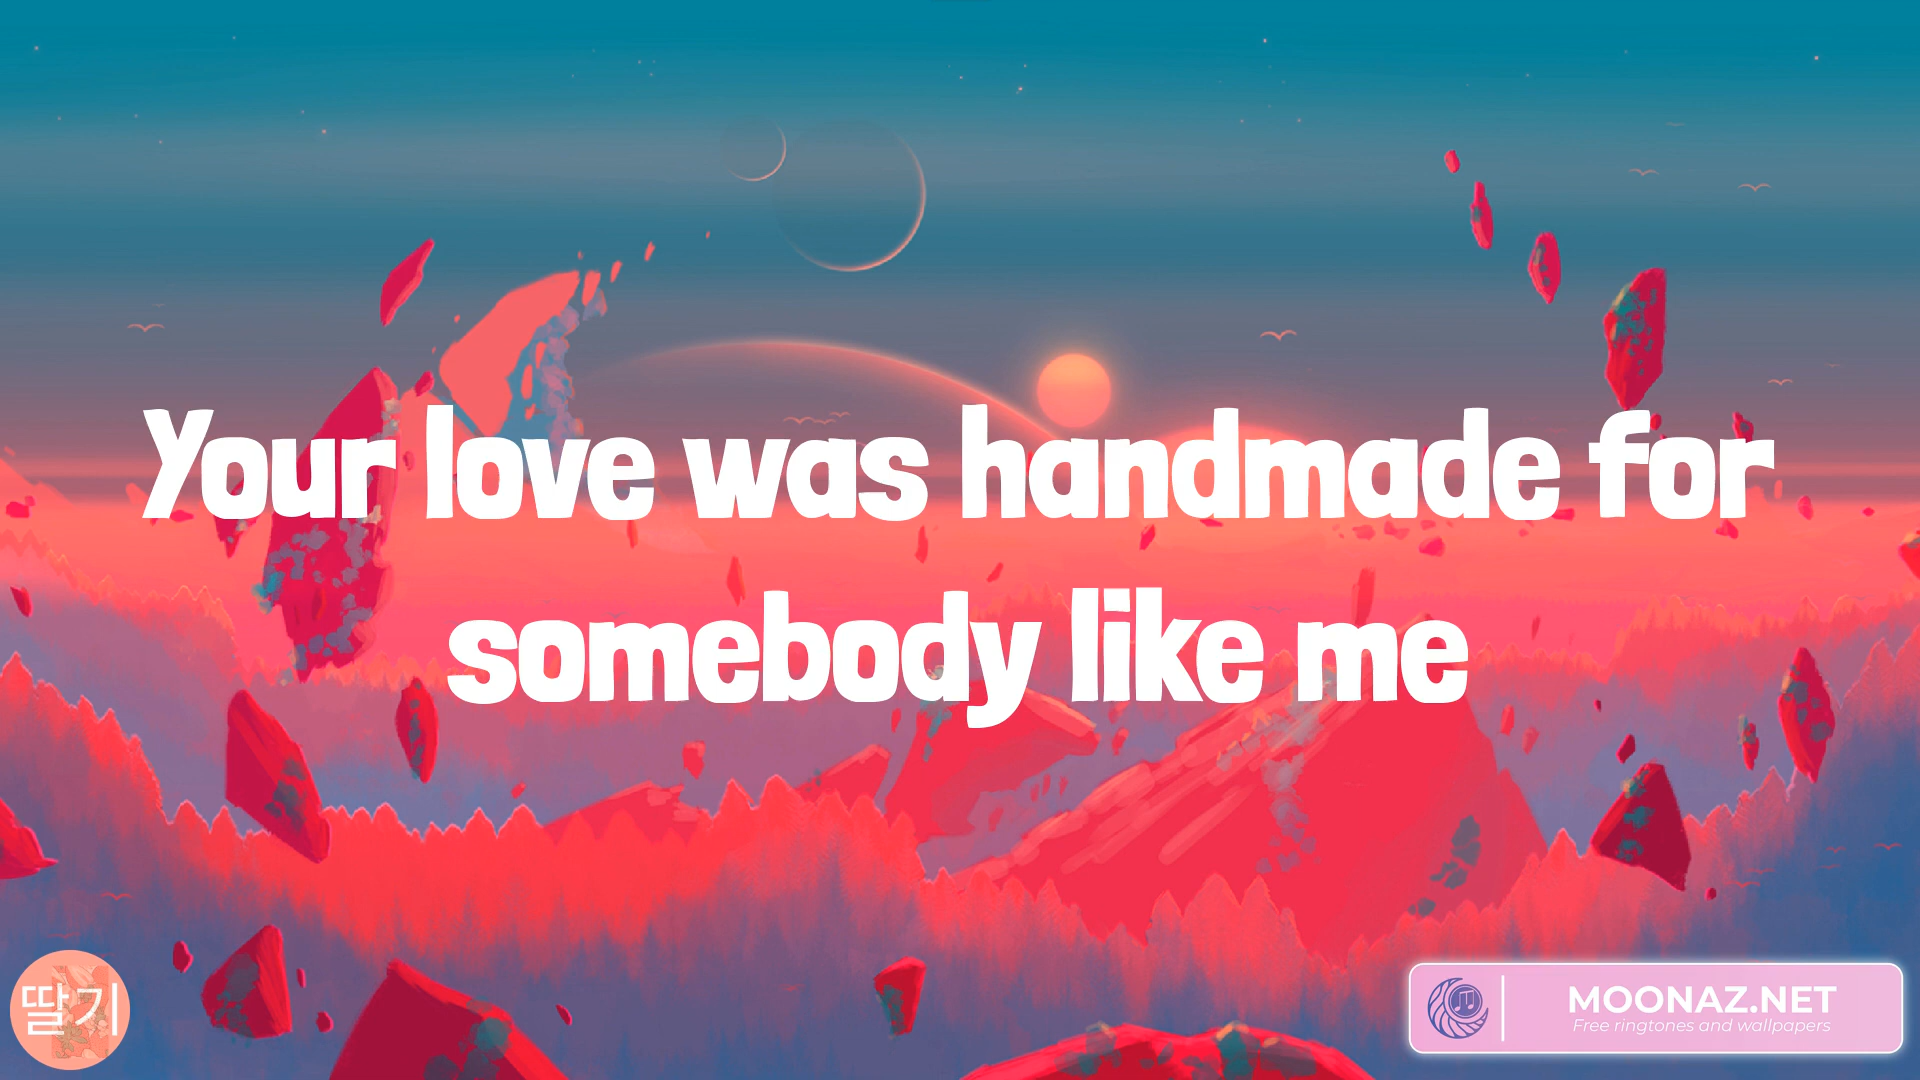 Your love was handmade for
somebody like me
딸기
MOONAZ.NET
Free ringtones and wallpapers